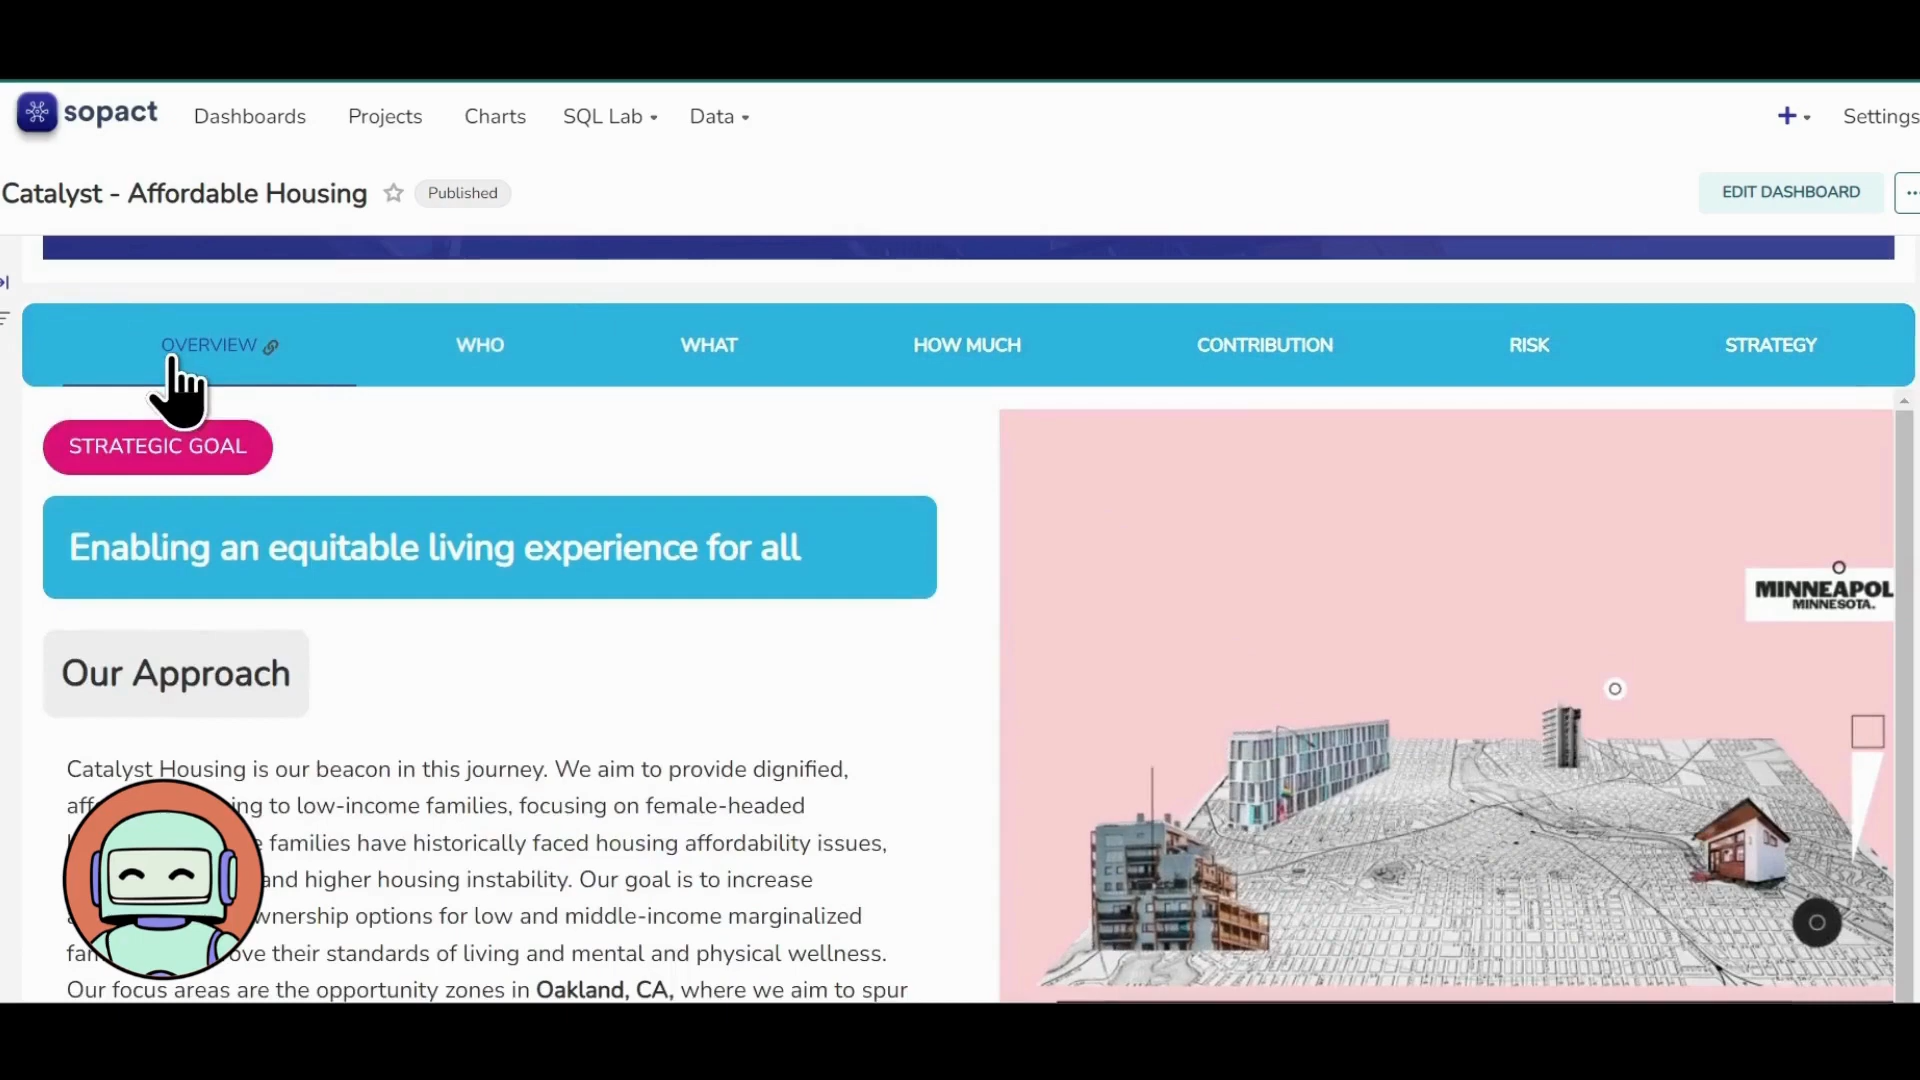 sopact
Dashboards Projects Charts SQL Lab Data
Settings
Catalyst - Affordable Housing Published
EDIT DASHBOARD
OVERVIEW WHO WHAT HOW MUCH CONTRIBUTION RISK STRATEGY
STRATEGIC GOAL
Enabling an equitable living experience for all
Our Approach
Catalyst Housing is our beacon in this journey. We aim to provide dignified,
to low-income families, focusing on female-headed
families have historically faced housing affordability issues,
and higher housing instability. Our goal is to increase
options for low and middle-income marginalized
their standards of living and mental and physical wellness.
Our focus areas are the opportunity zones in Oakland, CA, where we aim to spur
MINNEAPOL
MINNESOTA.